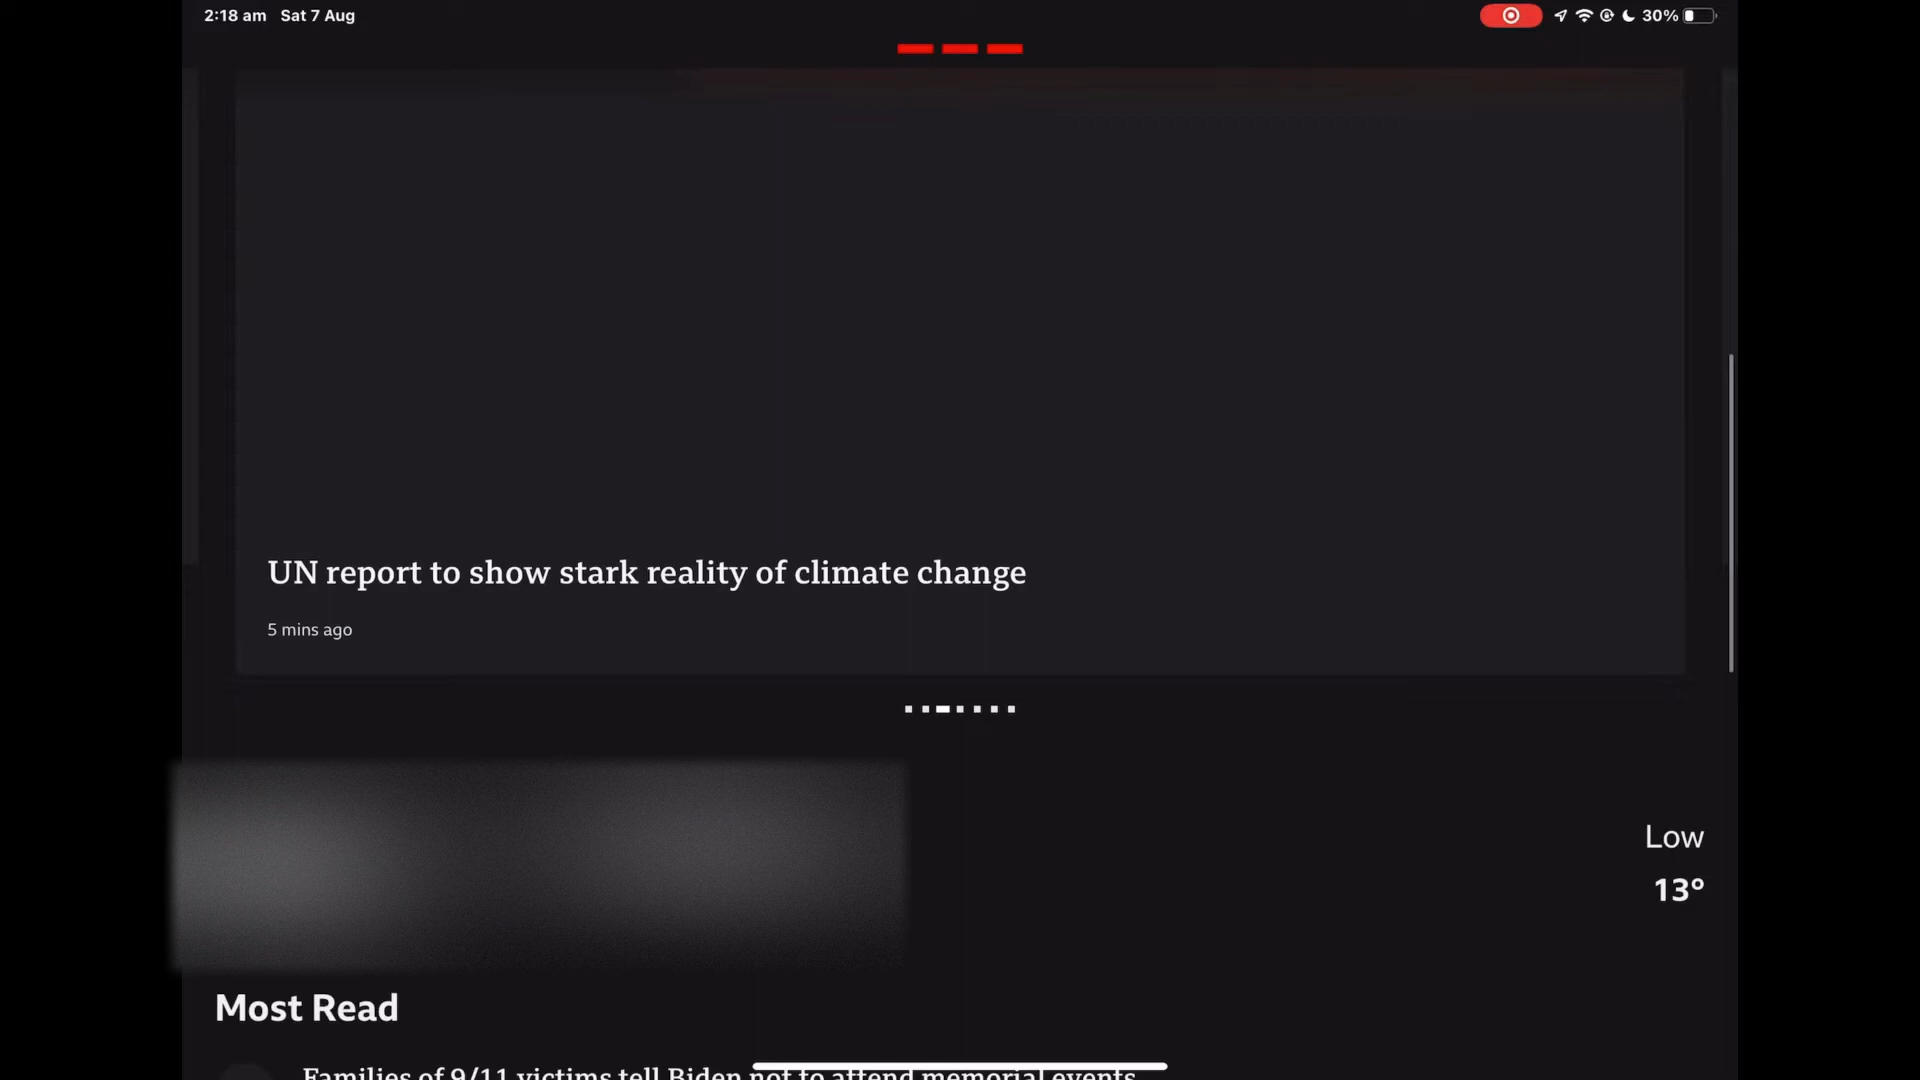 2:18 am Sat 7 Aug
30%
UN report to show stark reality of climate change
5 mins ago
Low
13°
Most Read
Families of 9/11 victims tell Biden not to attend memorial events